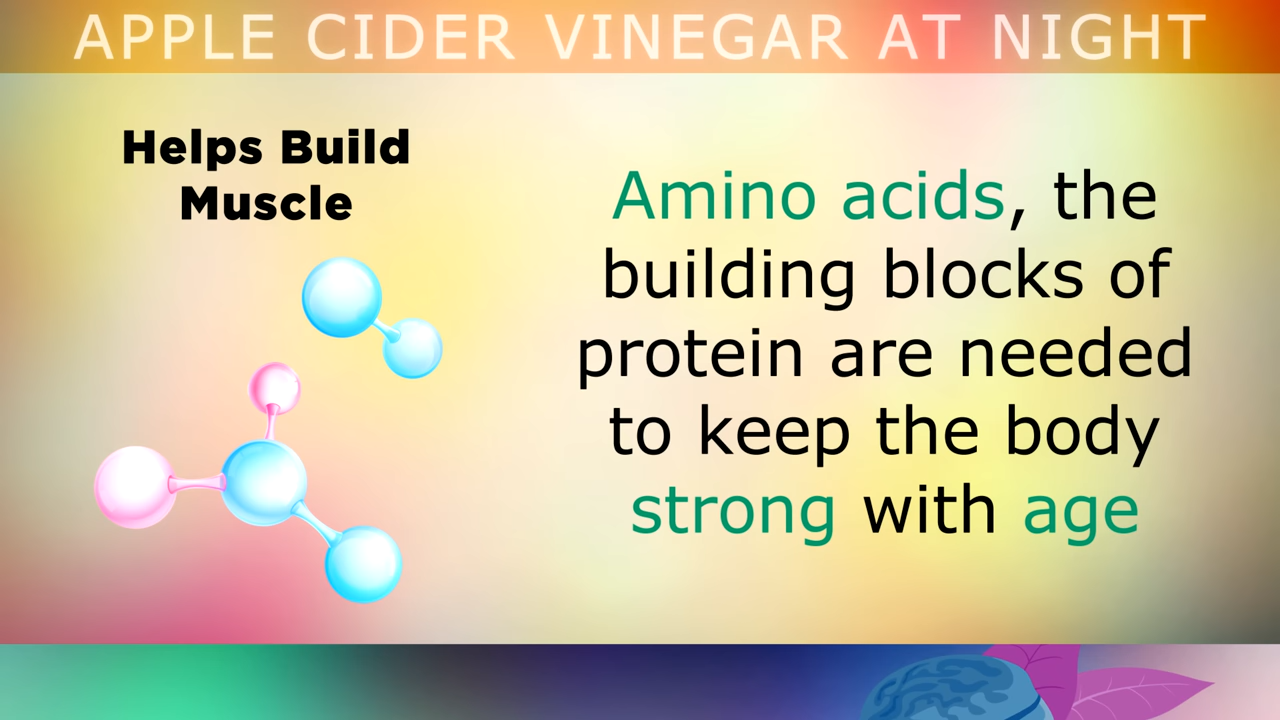 APPLE CIDER VINEGAR AT NIGHT
Helps Build
Muscle
Amino acids, the
building blocks of
protein are needed
to keep the body
strong with age